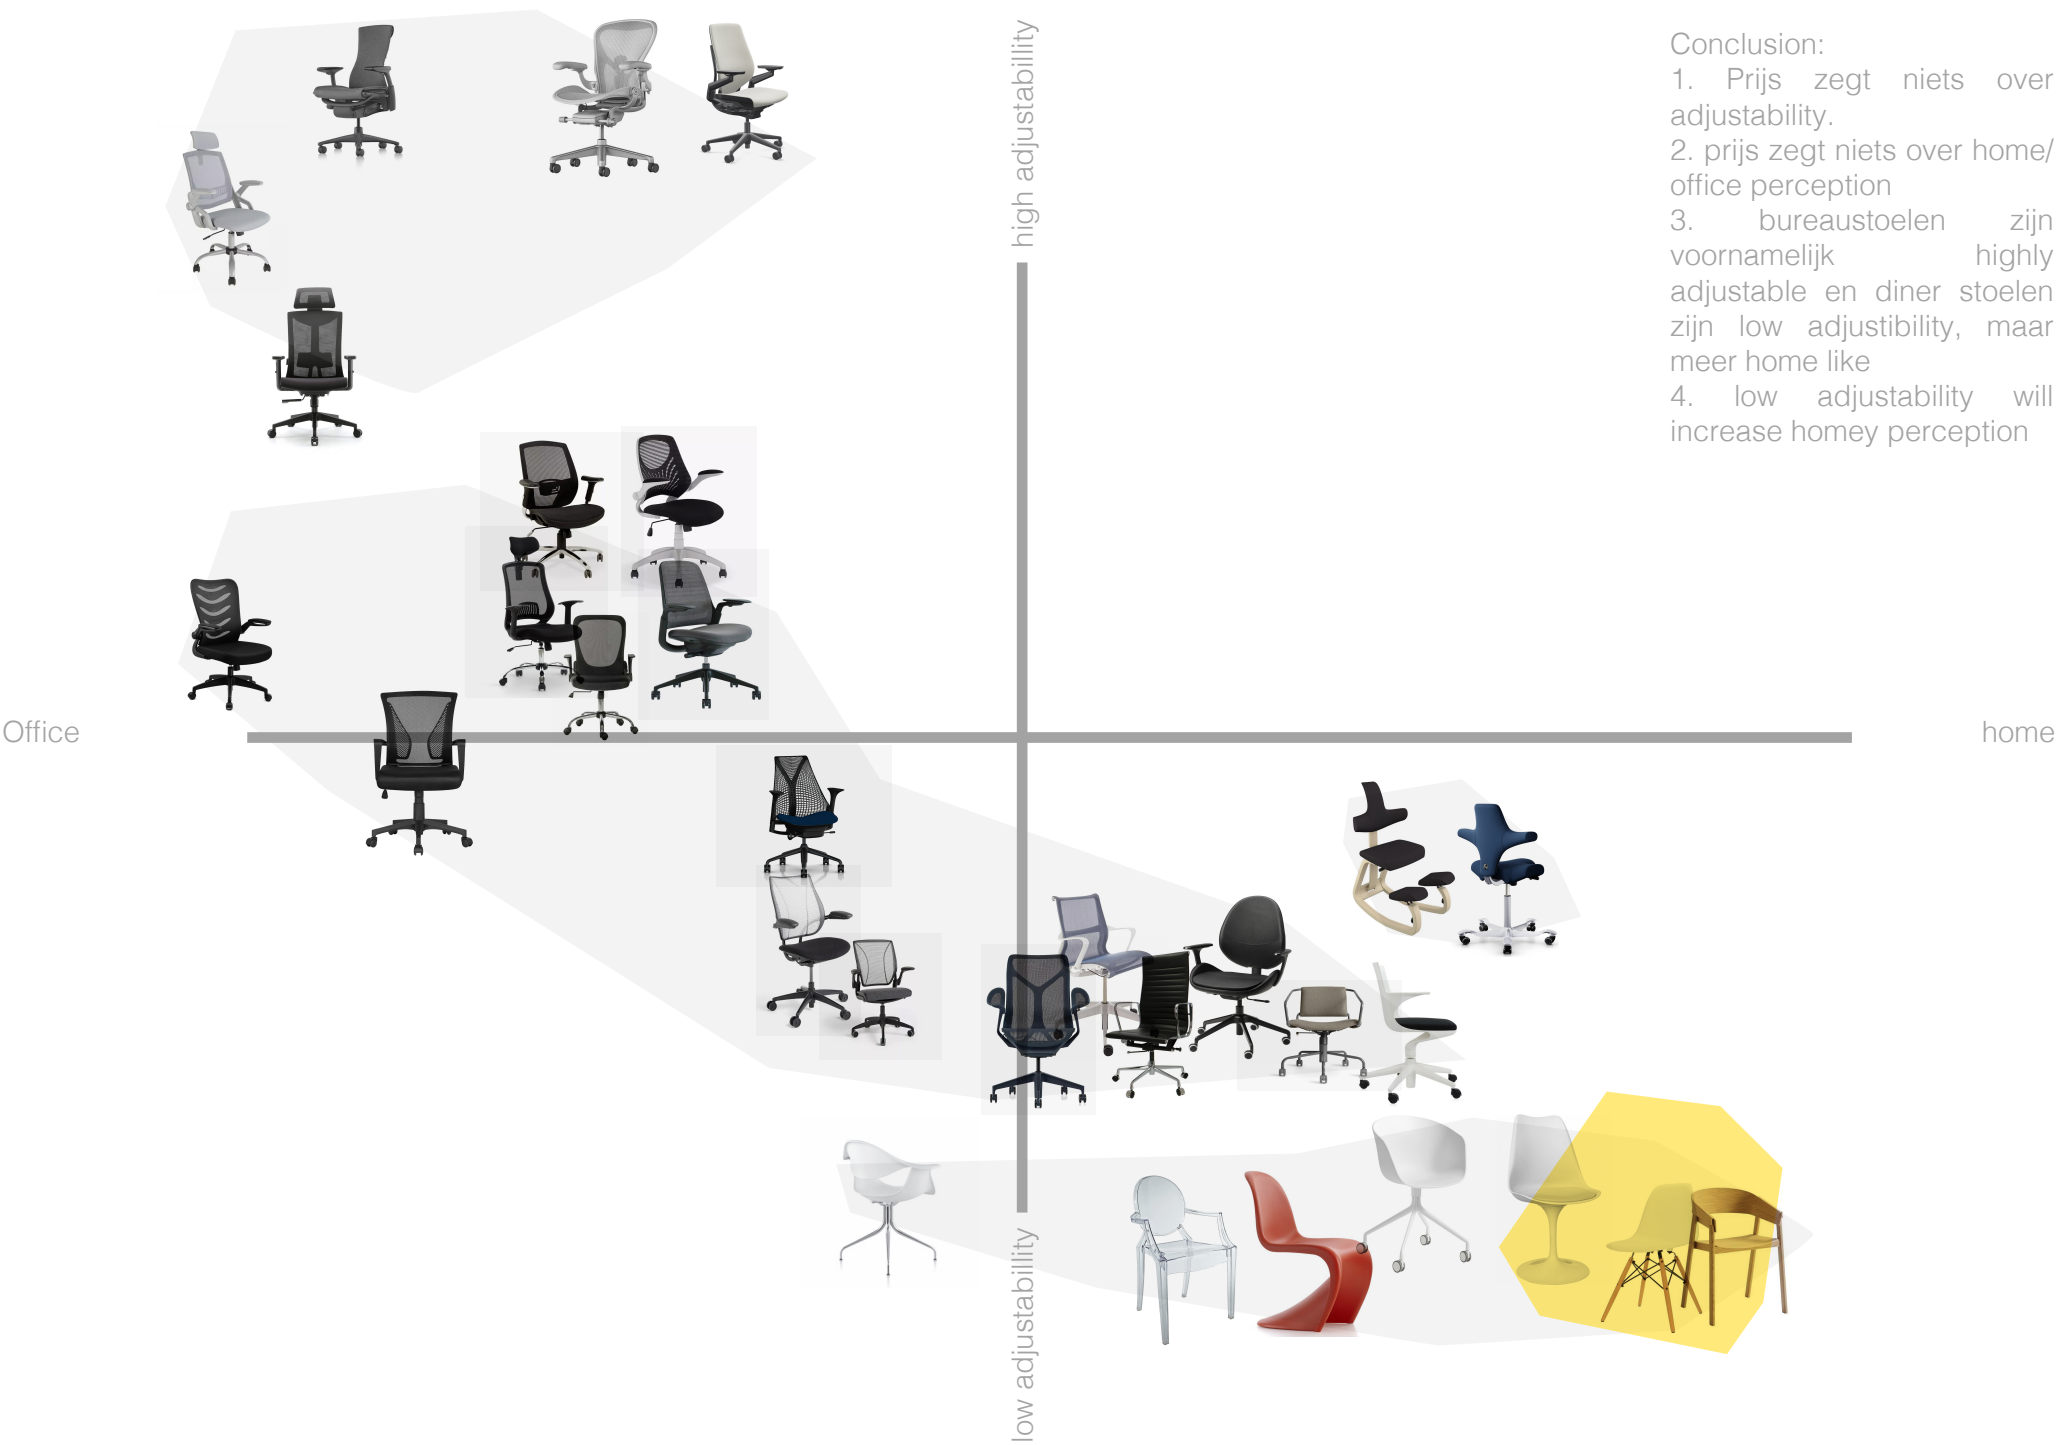 high adjustabillity
Conclusion:
1. Prijs zegt niets over
adjustability.
2. prijs zegt niets over home/
office perception
3. bureaustoelen zijn
voornamelijk highly
adjustable en diner stoelen
zijn low adjustibility, maar
meer home like
4. low adjustability will
increase homey perception
Office
home
low adjustabillity